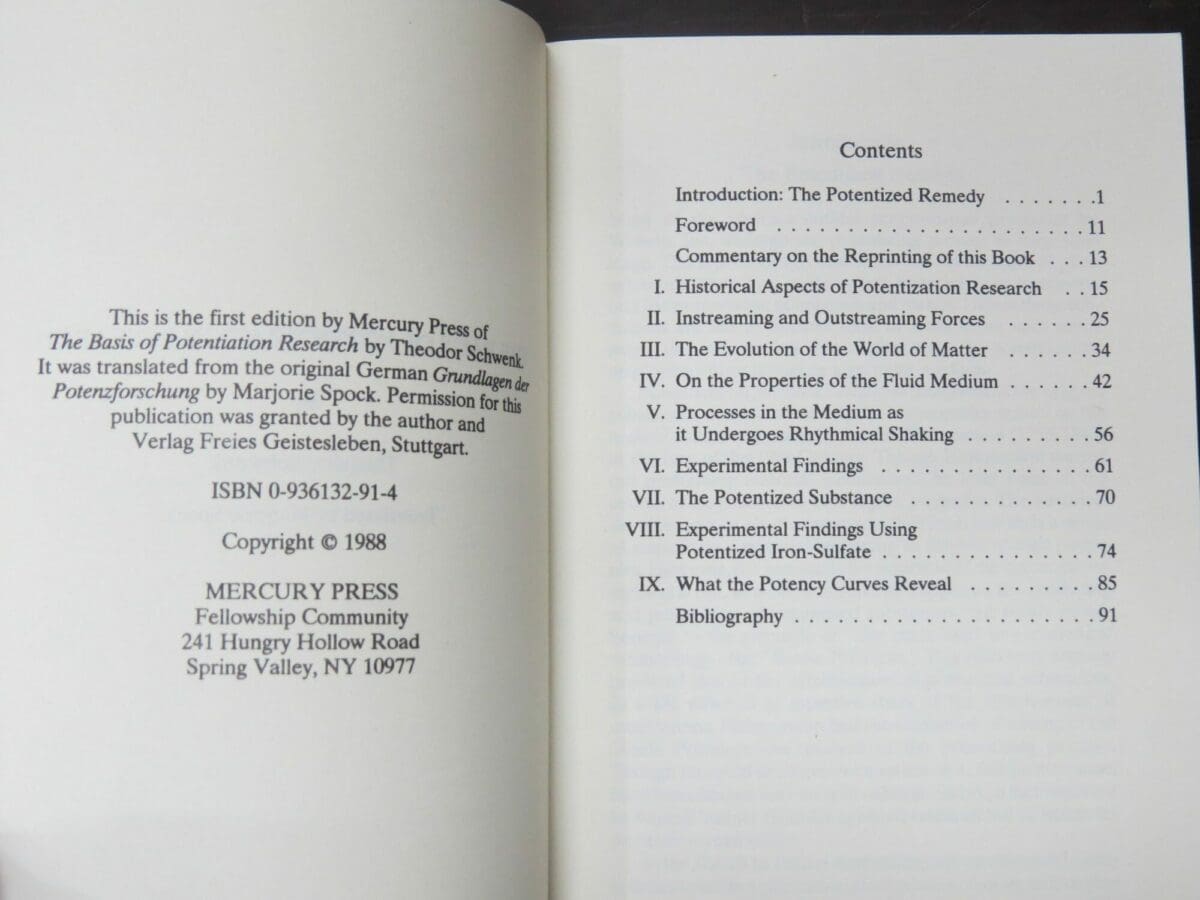 This is the first edition by Mercury Press of
The Basis of Potentiation Research by Theodor Schwenk.
It was translated from the original German Grundlagen der
Potenzforschung by Marjorie Spock. Permission for this
publication was granted by the author and
Verlag Freies Geistesleben, Stuttgart.
ISBN 0-936132-91-4
Copyright © 1988
MERCURY PRESS
Fellowship Community
241 Hungry Hollow Road
Spring Valley, NY 10977
Contents
Introduction: The Potentized Remedy . . . . . . .1
Foreword . . . . . . . . . . . . . . . . . . . . . . 11
Commentary on the Reprinting of this Book . . . 13
I. Historical Aspects of Potentization Research . . 15
II. Instreaming and Outstreaming Forces . . . . . . 25
III. The Evolution of the World of Matter . . . . . . 34
IV. On the Properties of the Fluid Medium . . . . . . 42
V. Processes in the Medium as
it Undergoes Rhythmical Shaking . . . . . . . . . 56
VI. Experimental Findings . . . . . . . . . . . . . . . 61
VII. The Potentized Substance . . . . . . . . . . . . . 70
VIII. Experimental Findings Using
Potentized Iron-Sulfate . . . . . . . . . . . . . . . 74
IX. What the Potency Curves Reveal . . . . . . . . . 85
Bibliography . . . . . . . . . . . . . . . . . . . . . 91